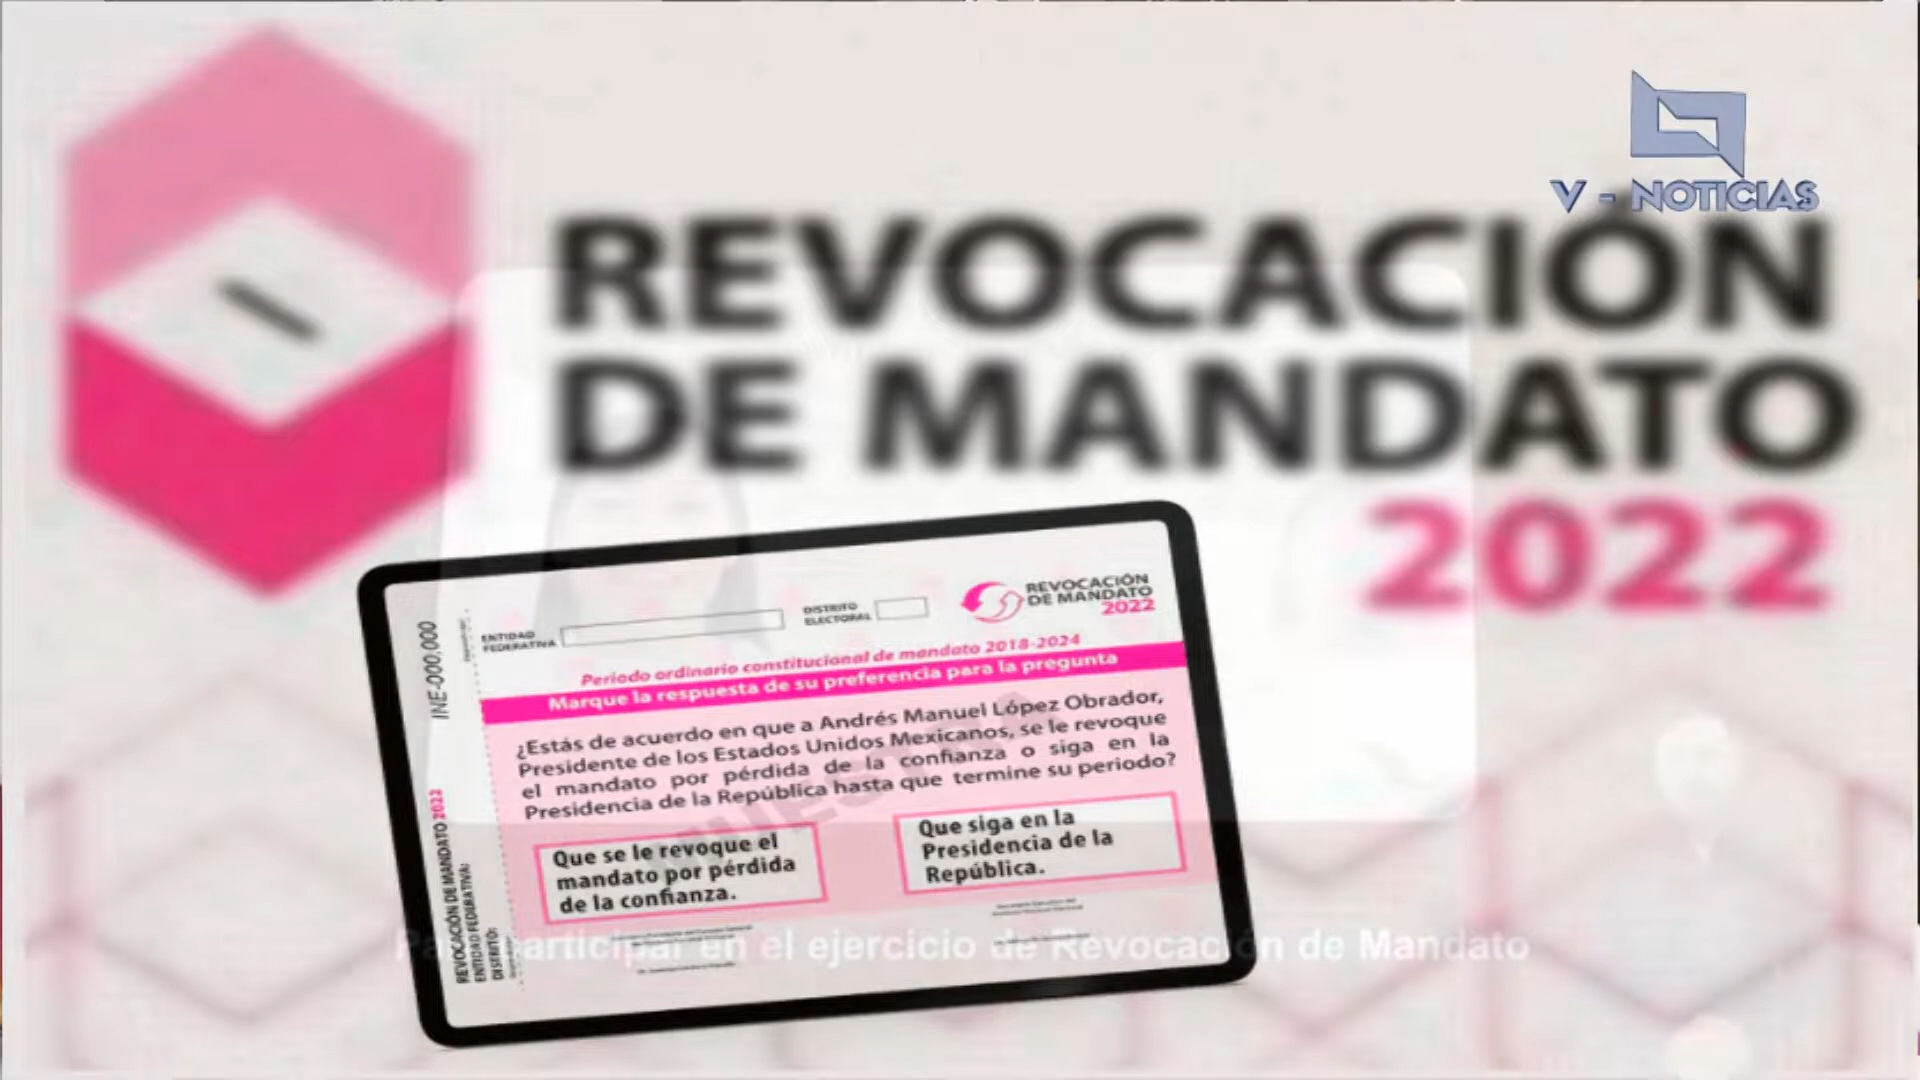 V - NOTICIAS
REVOCACIÓN
DE MANDATO
2022
REVOCACIÓN
DE MANDATO
2022
DISTRITO
ELECTORAL
ENTIDAD
FEDERATIVA
INE-000,000
Periodo ordinario constitucional de mandato 2018-2024
Marque la respuesta de su preferencia para la pregunta
¿Estás de acuerdo en que a Andrés Manuel López Obrador,
Presidente de los Estados Unidos Mexicanos, se le revoque
el mandato por pérdida de la confianza o siga en la
Presidencia de la República hasta que termine su periodo?
Que se le revoque el
mandato por pérdida
de la confianza.
Que siga en la
Presidencia de la
República.
REVOCACIÓN DE MANDATO 2022
ENTIDAD FEDERATIVA:
DISTRITO:
MUESTRA
Para participar en el ejercicio de Revocación de Mandato